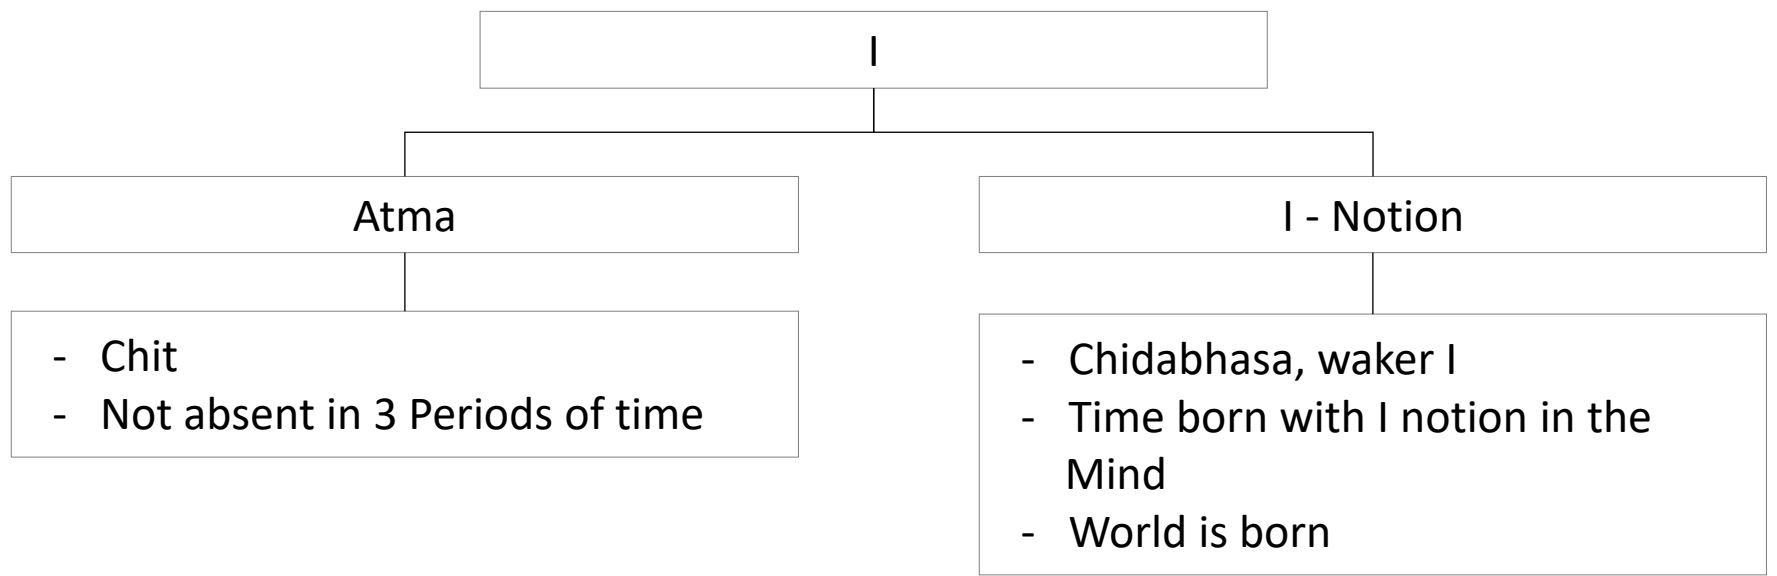 I
Atma
I - Notion
- Chit
- Not absent in 3 Periods of time
- Chidabhasa, waker I
- Time born with I notion in the
Mind
- World is born